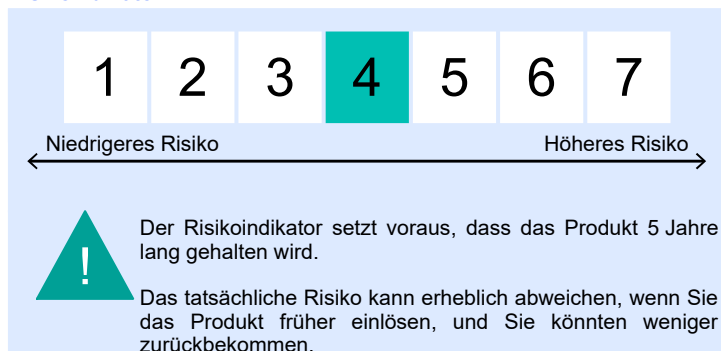 1 2 3 4 5 6 7
Niedrigeres Risiko Höheres Risiko
!
Der Risikoindikator setzt voraus, dass das Produkt 5 Jahre
lang gehalten wird.
Das tatsächliche Risiko kann erheblich abweichen, wenn Sie
das Produkt früher einlösen, und Sie könnten weniger
zurückbekommen.